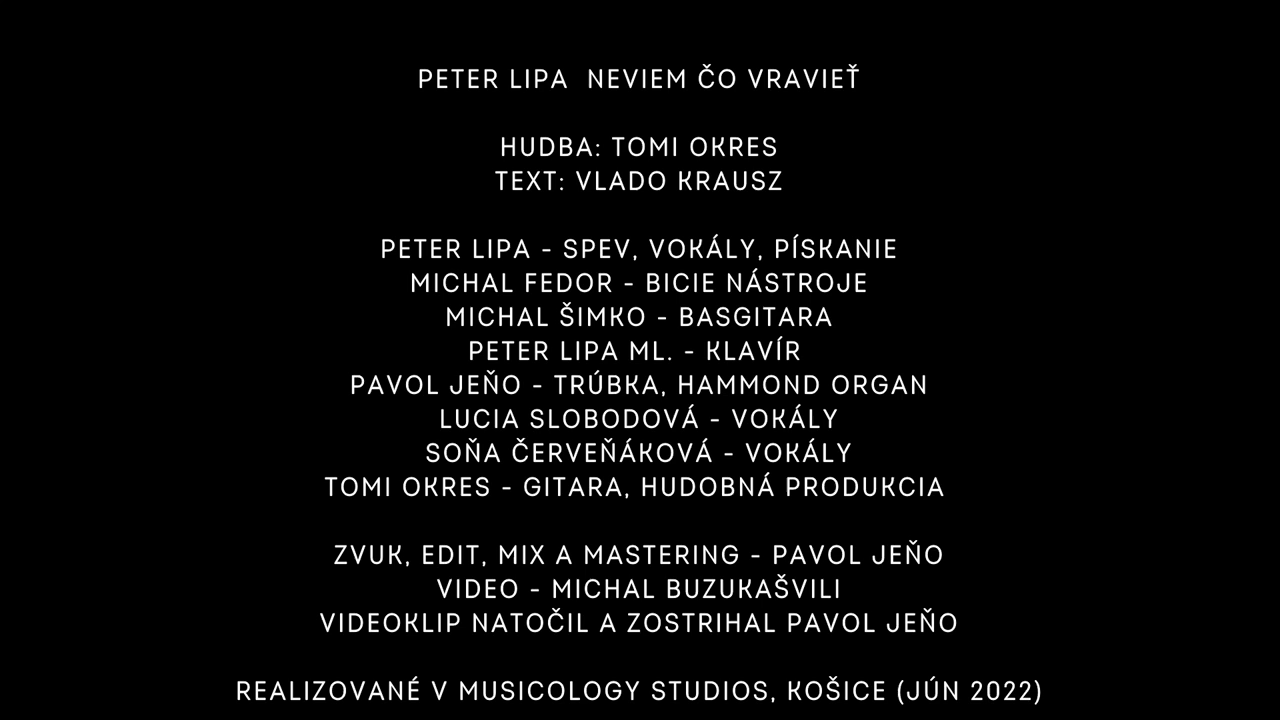 PETER LIPA  NEVIEM ČO VRAVIEŤ
HUDBA: TOMI OKRES
TEXT: VLADO KRAUSZ
PETER LIPA - SPEV, VOKÁLY, PÍSKANIE
MICHAL FEDOR - BICIE NÁSTROJE
MICHAL ŠIMKO - BASGITARA
PETER LIPA ML. - KLAVÍR
PAVOL JEŇO - TRÚBKA, HAMMOND ORGAN
LUCIA SLOBODOVÁ - VOKÁLY
SOŇA ČERVEŇÁKOVÁ - VOKÁLY
TOMI OKRES - GITARA, HUDOBNÁ PRODUKCIA
ZVUK, EDIT, MIX A MASTERING - PAVOL JEŇO
VIDEO - MICHAL BUZUKAŠVILI
VIDEOKLIP NATOČIL A ZOSTRIHAL PAVOL JEŇO
REALIZOVANÉ V MUSICOLOGY STUDIOS, KOŠICE (JÚN 2022)